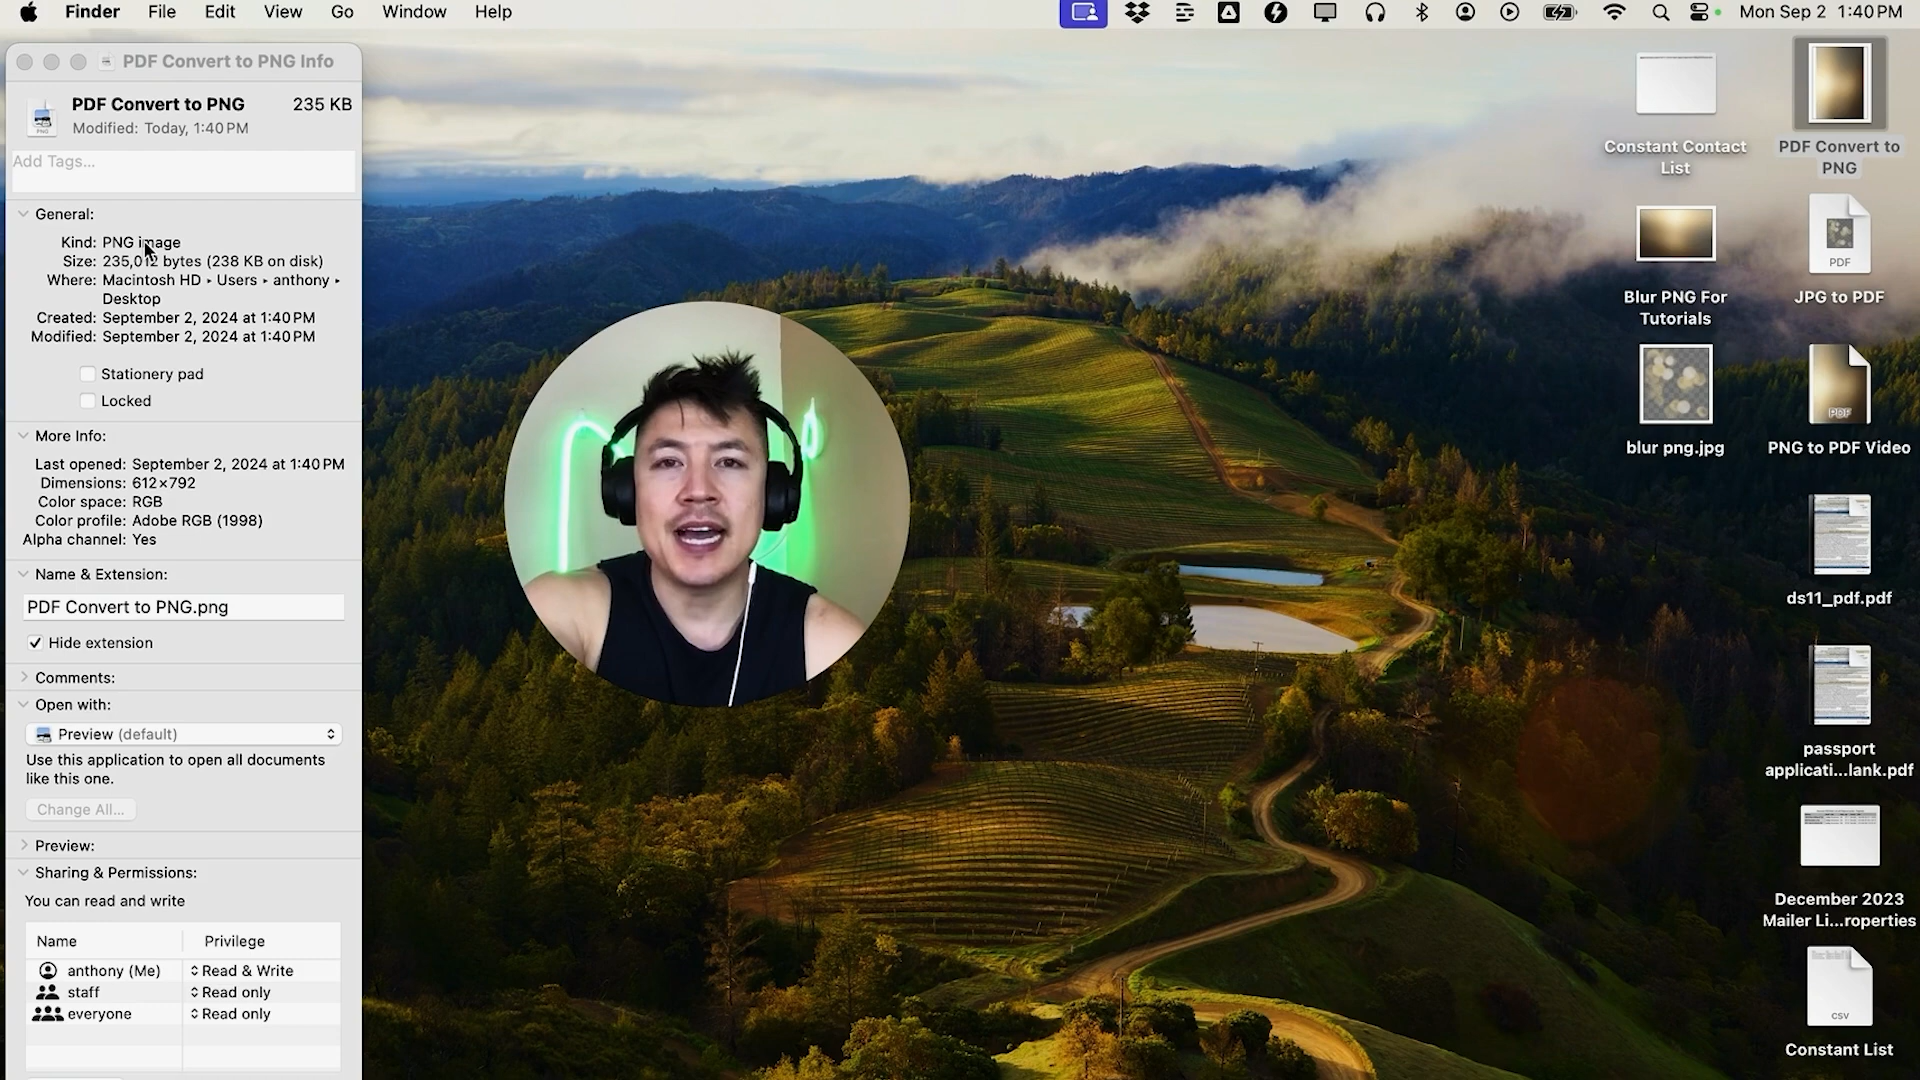 Finder File Edit View Go Window Help
Mon Sep 2 1:40 PM
PDF Convert to PNG Info
PDF Convert to PNG 235 KB
Modified: Today, 1:40 PM
Add Tags...
General:
Kind: PNG image
Size: bytes (238 KB on disk)
Where: Macintosh HD ‣ Users ‣ anthony ‣
Desktop
Created: September 2, 2024 at 1:40 PM
Modified: September 2, 2024 at 1:40 PM
Stationery pad
Locked
More Info:
Last opened: September 2, 2024 at 1:40 PM
Dimensions: 612×792
Color space: RGB
Color profile: Adobe RGB (1998)
Alpha channel: Yes
Name & Extension:
PDF Convert to PNG.png
Hide extension
Comments:
Open with:
Preview (default)
Use this application to open all documents
like this one.
Change All...
Preview:
Sharing & Permissions:
You can read and write
Name Privilege
anthony (Me) Read & Write
staff Read only
everyone Read only
Constant Contact
List
PDF Convert to
PNG
Blur PNG For
Tutorials
PDF
JPG to PDF
blur png.jpg
PDF
PNG to PDF Video
ds11_pdf.pdf
passport
applicati...lank.pdf
December 2023
Mailer Li...roperties
CSV
Constant List